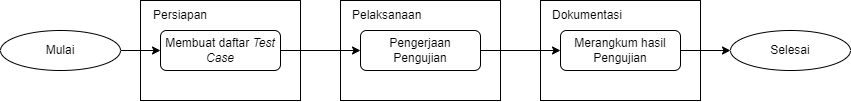 Persiapan
Pelaksanaan
Dokumentasi
Mulai
Membuat daftar Test
Case
Pengerjaan
Pengujian
Merangkum hasil
Pengujian
Selesai